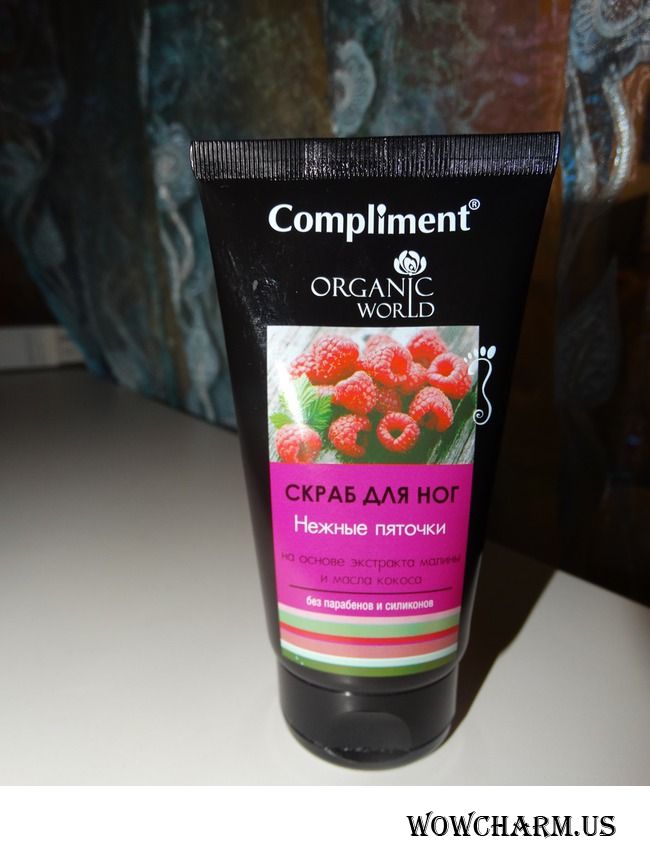 Compliment®
ORGANIC
WORLD
СКРАБ ДЛЯ НОГ
Нежные пяточки
на основе экстракта малины
и масла кокоса
без парабенов и силиконов
WOWCHARM.US